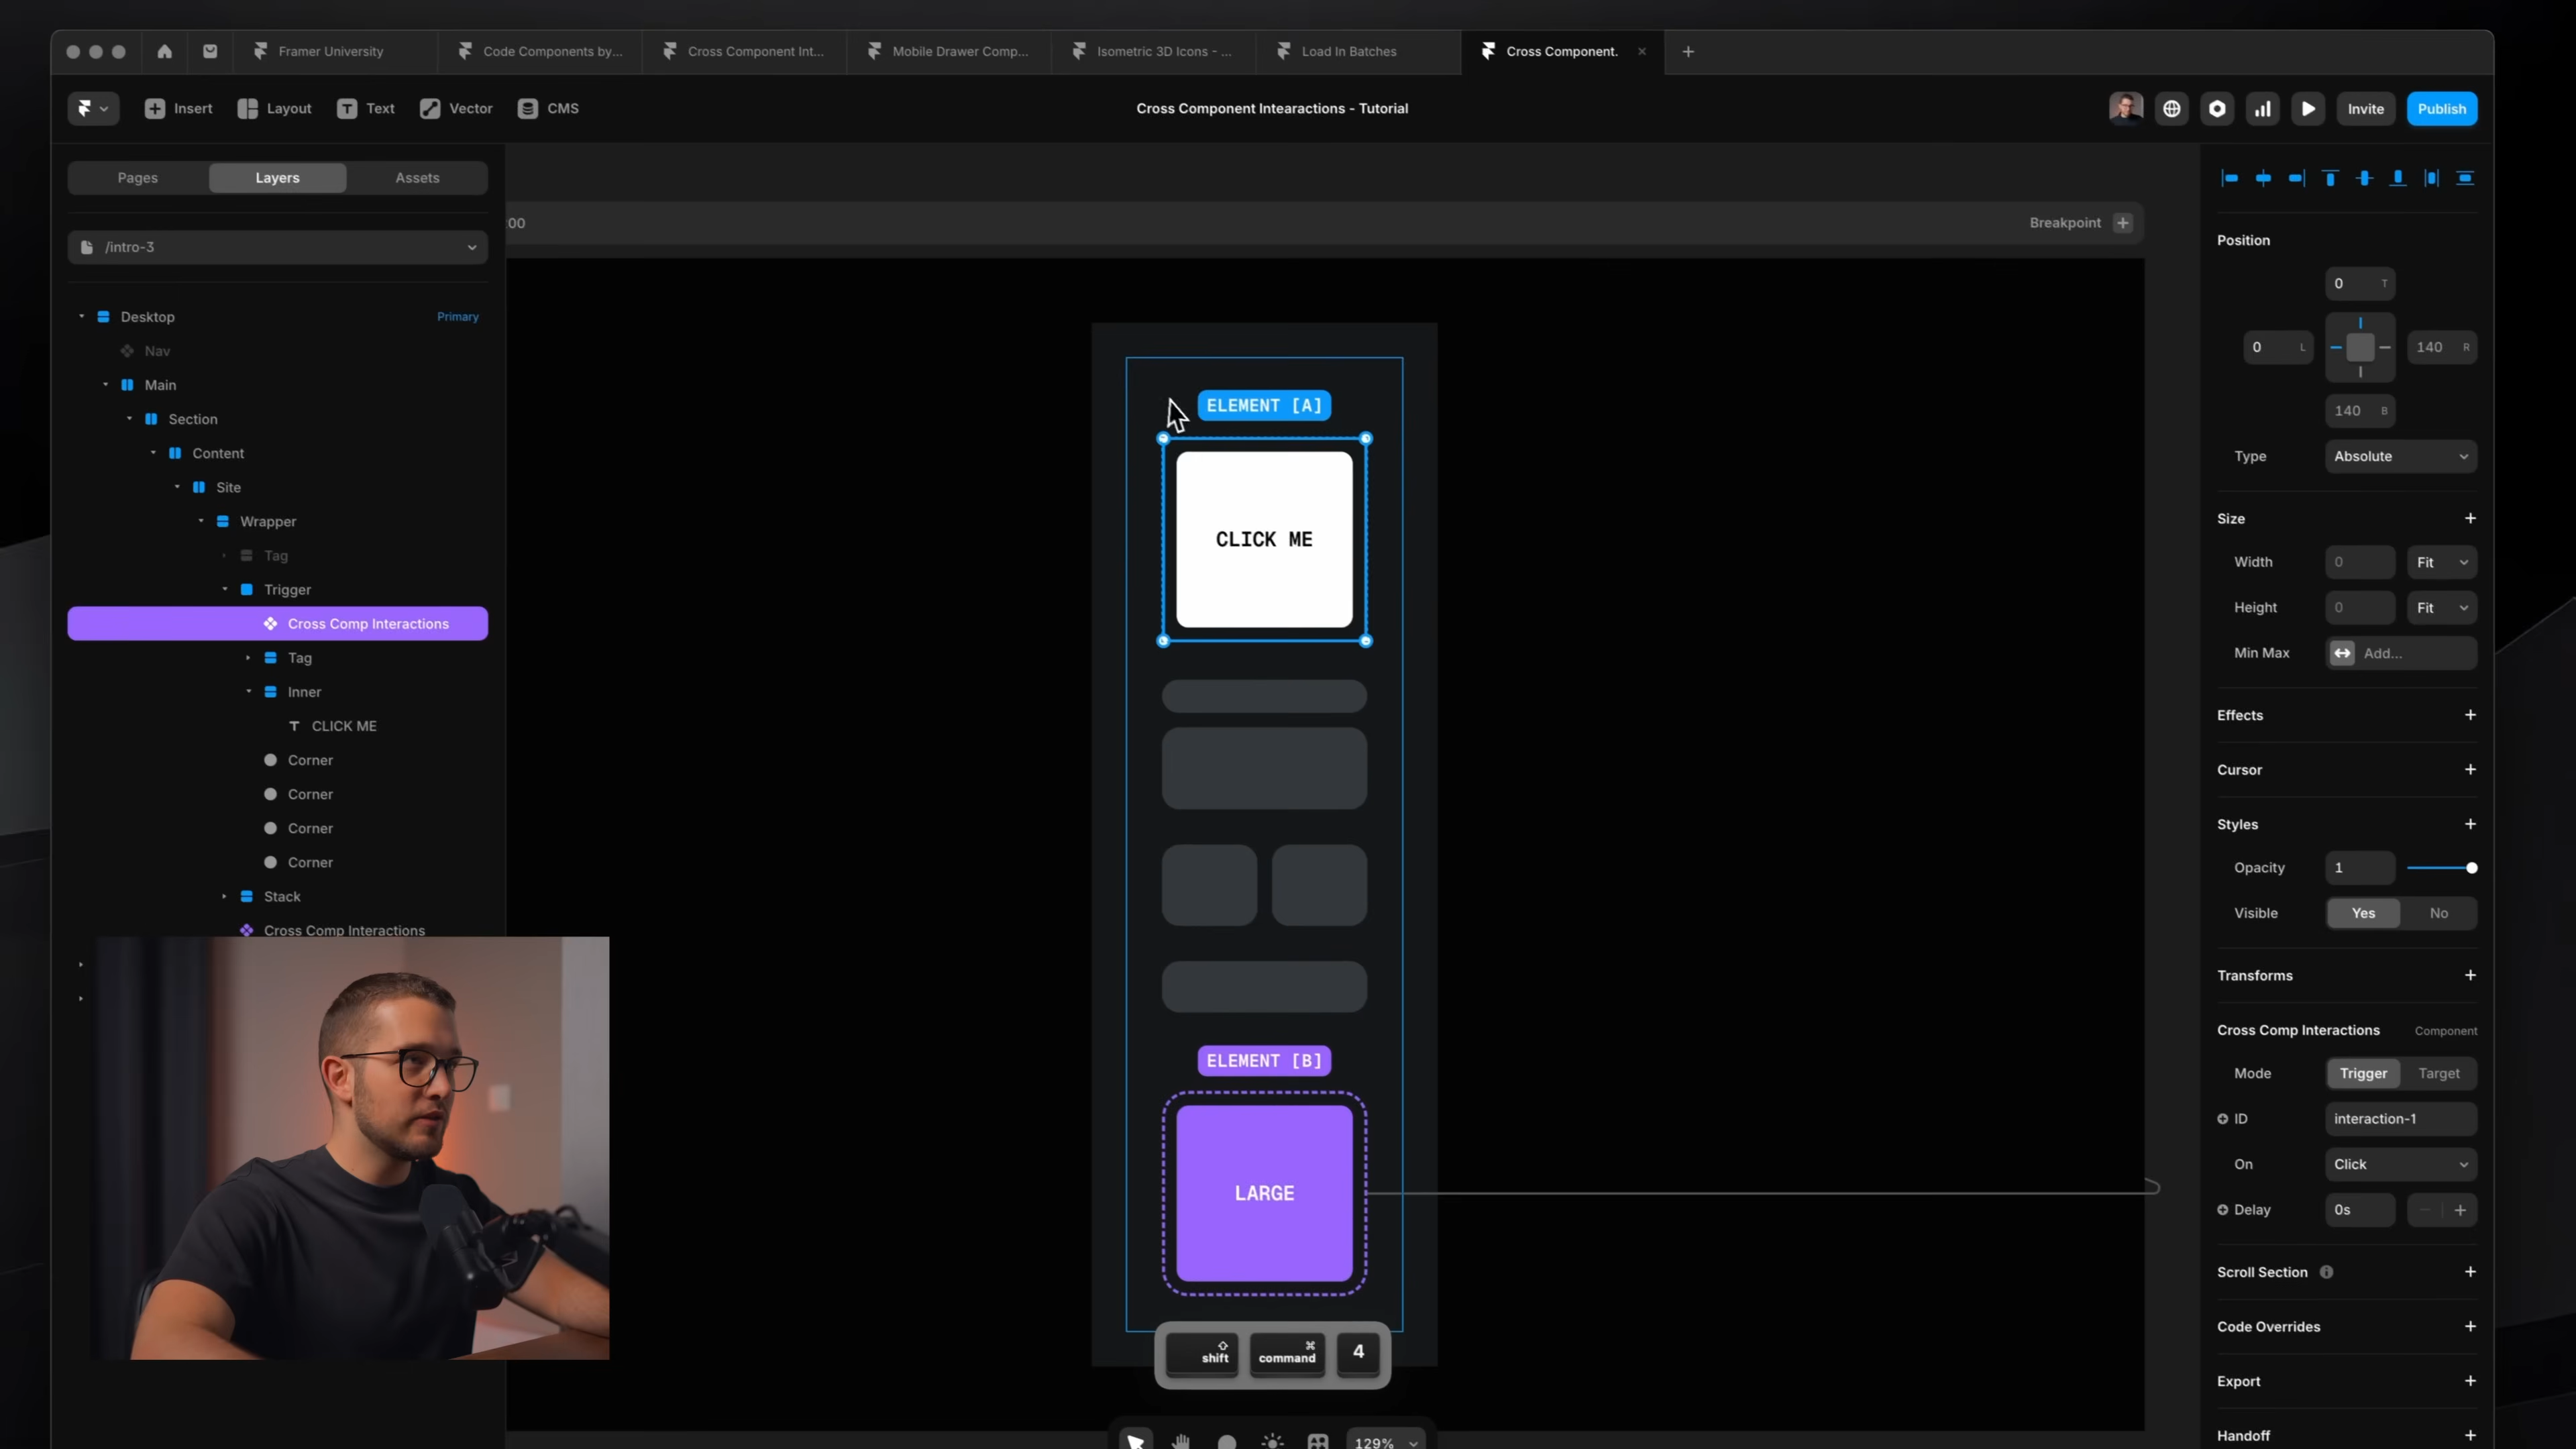 Framer University
Code Components by...
Cross Component Int...
Mobile Drawer Comp...
Isometric 3D Icons - ...
Load In Batches
Cross Component.
Insert
Layout
Text
Vector
CMS
Cross Component Intearactions - Tutorial
Invite
Publish
Pages
Layers
Assets
/intro-3
Desktop
Primary
Nav
Main
Section
Content
Site
Wrapper
Tag
Trigger
Cross Comp Interactions
Tag
Inner
CLICK ME
Corner
Corner
Corner
Corner
Stack
Cross Comp Interactions
00
Breakpoint
ELEMENT [A]
CLICK ME
ELEMENT [B]
LARGE
shift
command
4
129%
Position
0 T
0 L
140 R
140 B
Type
Absolute
Size
Width
0
Fit
Height
0
Fit
Min Max
Add...
Effects
Cursor
Styles
Opacity
1
Visible
Yes
No
Transforms
Cross Comp Interactions
Component
Mode
Trigger
Target
ID
interaction-1
On
Click
Delay
0s
Scroll Section
Code Overrides
Export
Handoff